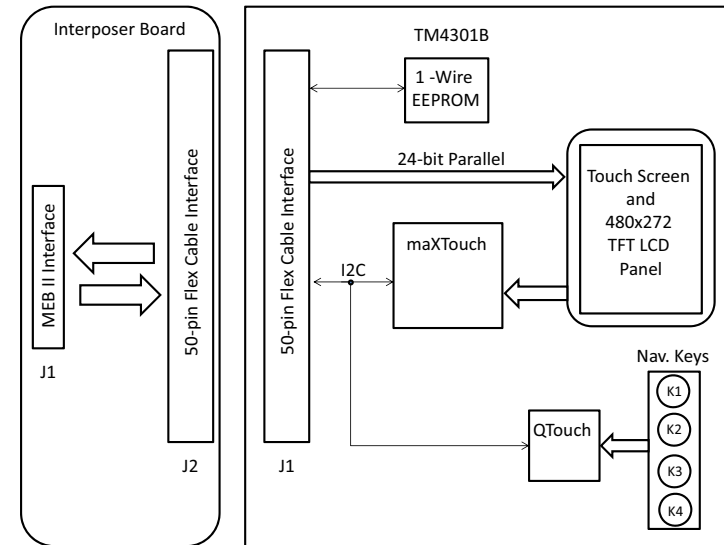 Interposer Board
MEB II Interface
J1
50-pin Flex Cable Interface
J2
TM4301B
50-pin Flex Cable Interface
J1
1 -Wire
EEPROM
24-bit Parallel
Touch Screen
and
480x272
TFT LCD
Panel
maXTouch
I2C
Nav. Keys
QTouch
K1
K2
K3
K4